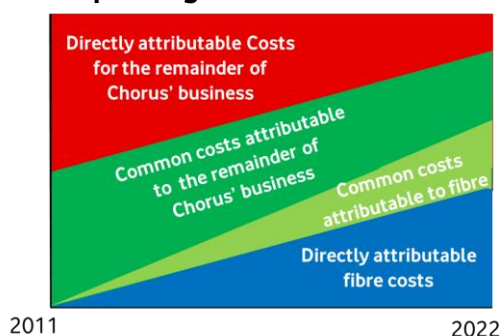 Directly attributable Costs
for the remainder of
Chorus' business
Common costs attributable
to the remainder of
Chorus' business
Common costs
attributable to fibre
Directly attributable
fibre costs
2011
2022